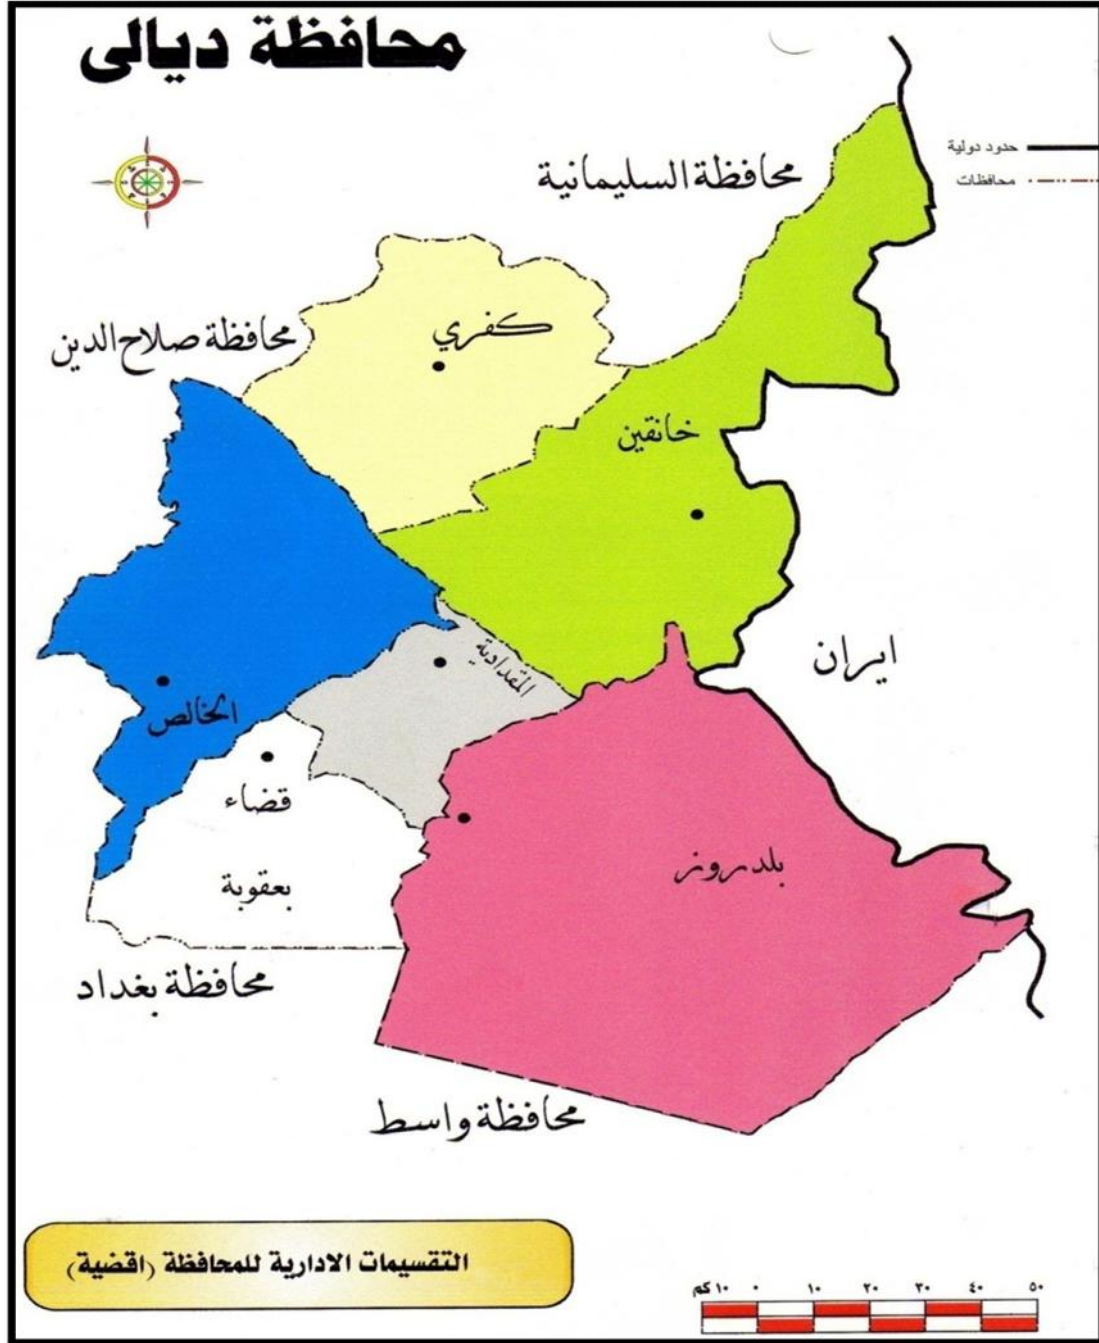 محافظة ديالى
حدود دولية
محافظات
محافظة السليمانية
كفري
محافظة صلاح الدين
خانقين
ايران
المقدادية
الخالص
قضاء
بعقوبة
بلدروز
محافظة بغداد
محافظة واسط
التقسيمات الادارية للمحافظة (اقضية)
٥٠ ٤٠ ٣٠ ٢٠ ١٠ ٠ ١٠ كم